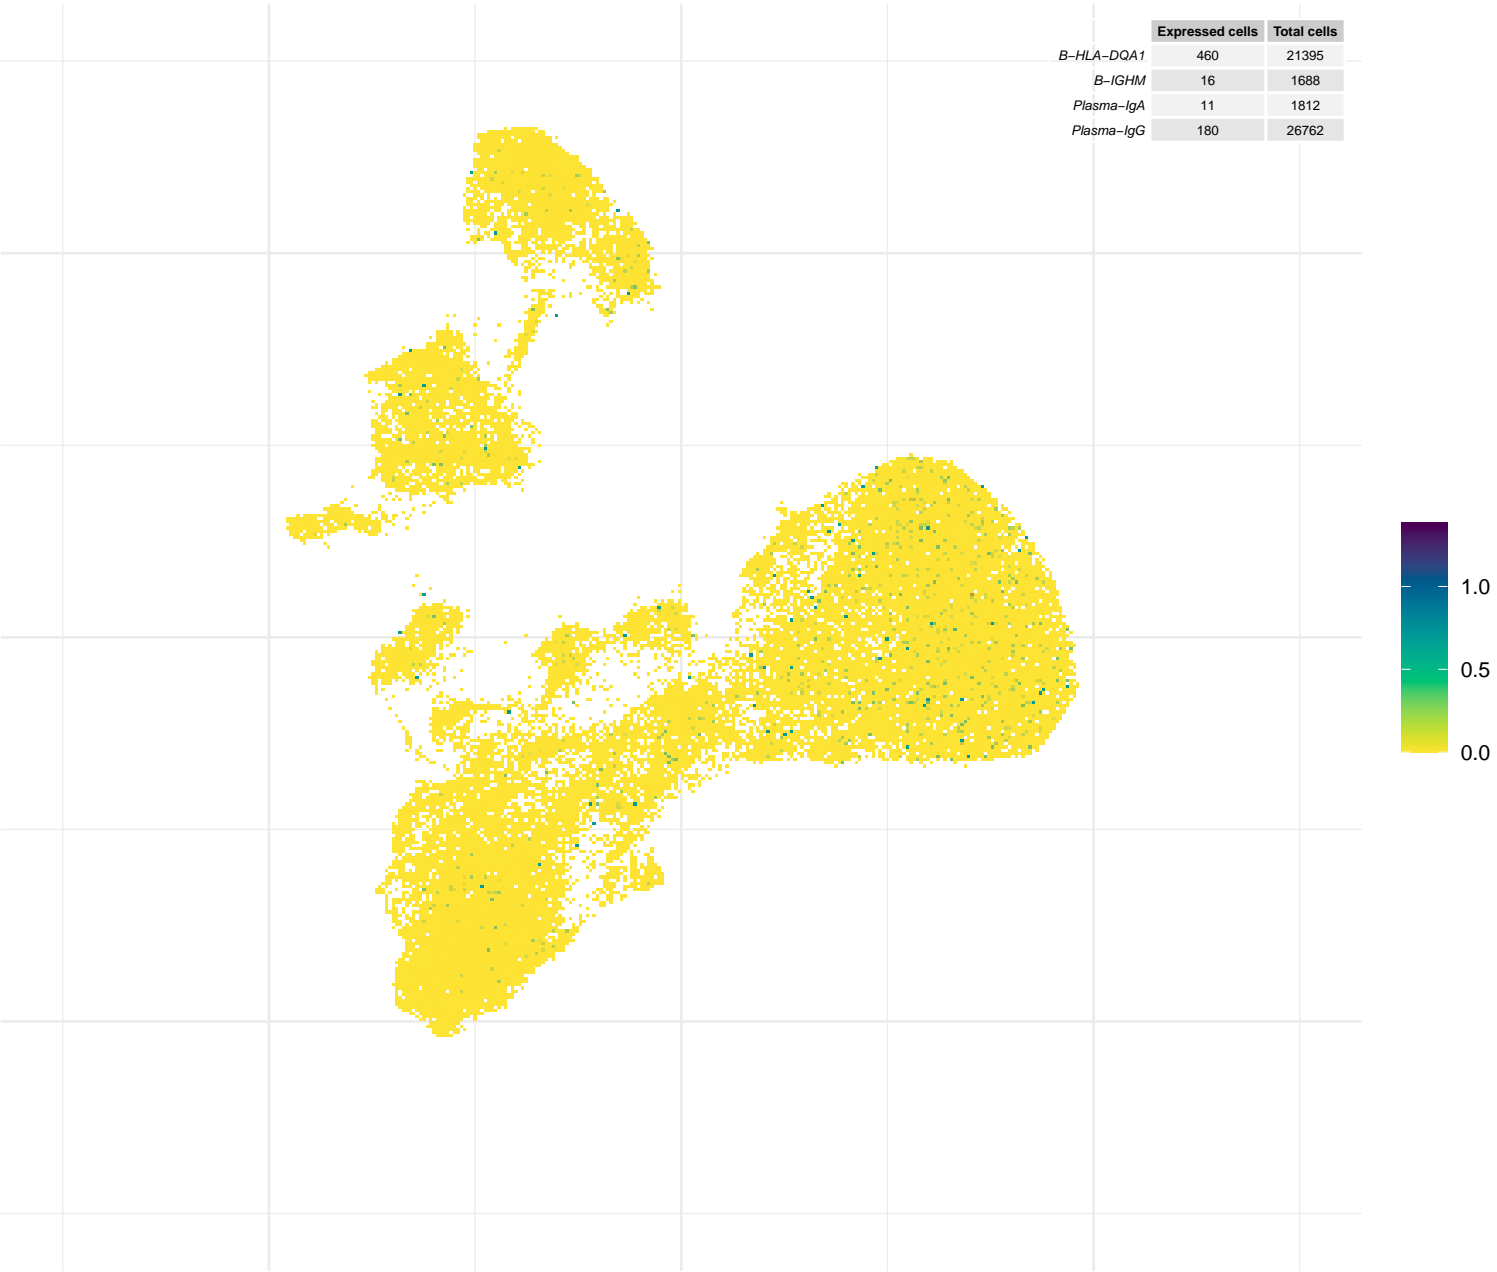 Expressed cells Total cells
B−HLA−DQA1 460 21395
B−IGHM 16 1688
Plasma−IgA 11 1812
Plasma−IgG 180 26762
1.0
0.5
0.0